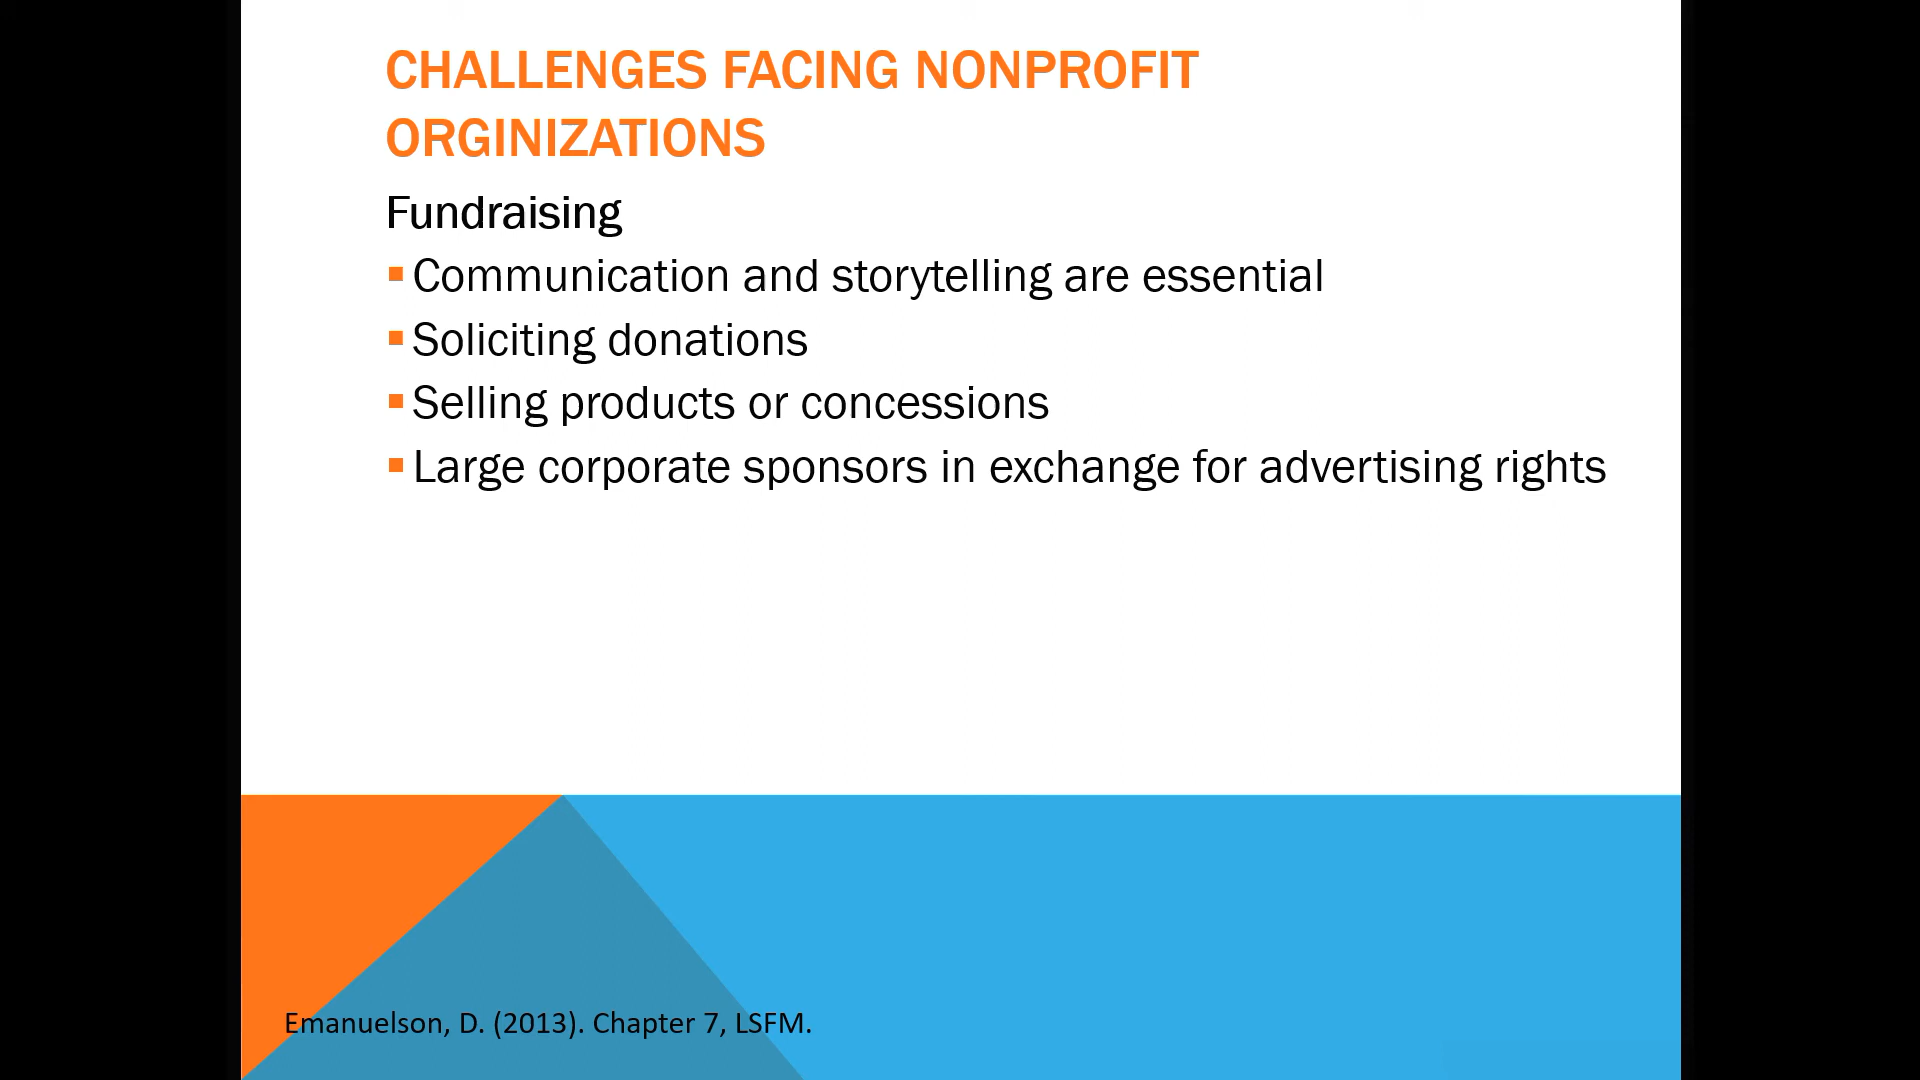 CHALLENGES FACING NONPROFIT
ORGINIZATIONS
Fundraising
▪Communication and storytelling are essential
▪Soliciting donations
▪Selling products or concessions
▪Large corporate sponsors in exchange for advertising rights
Emanuelson, D. (2013). Chapter 7, LSFM.